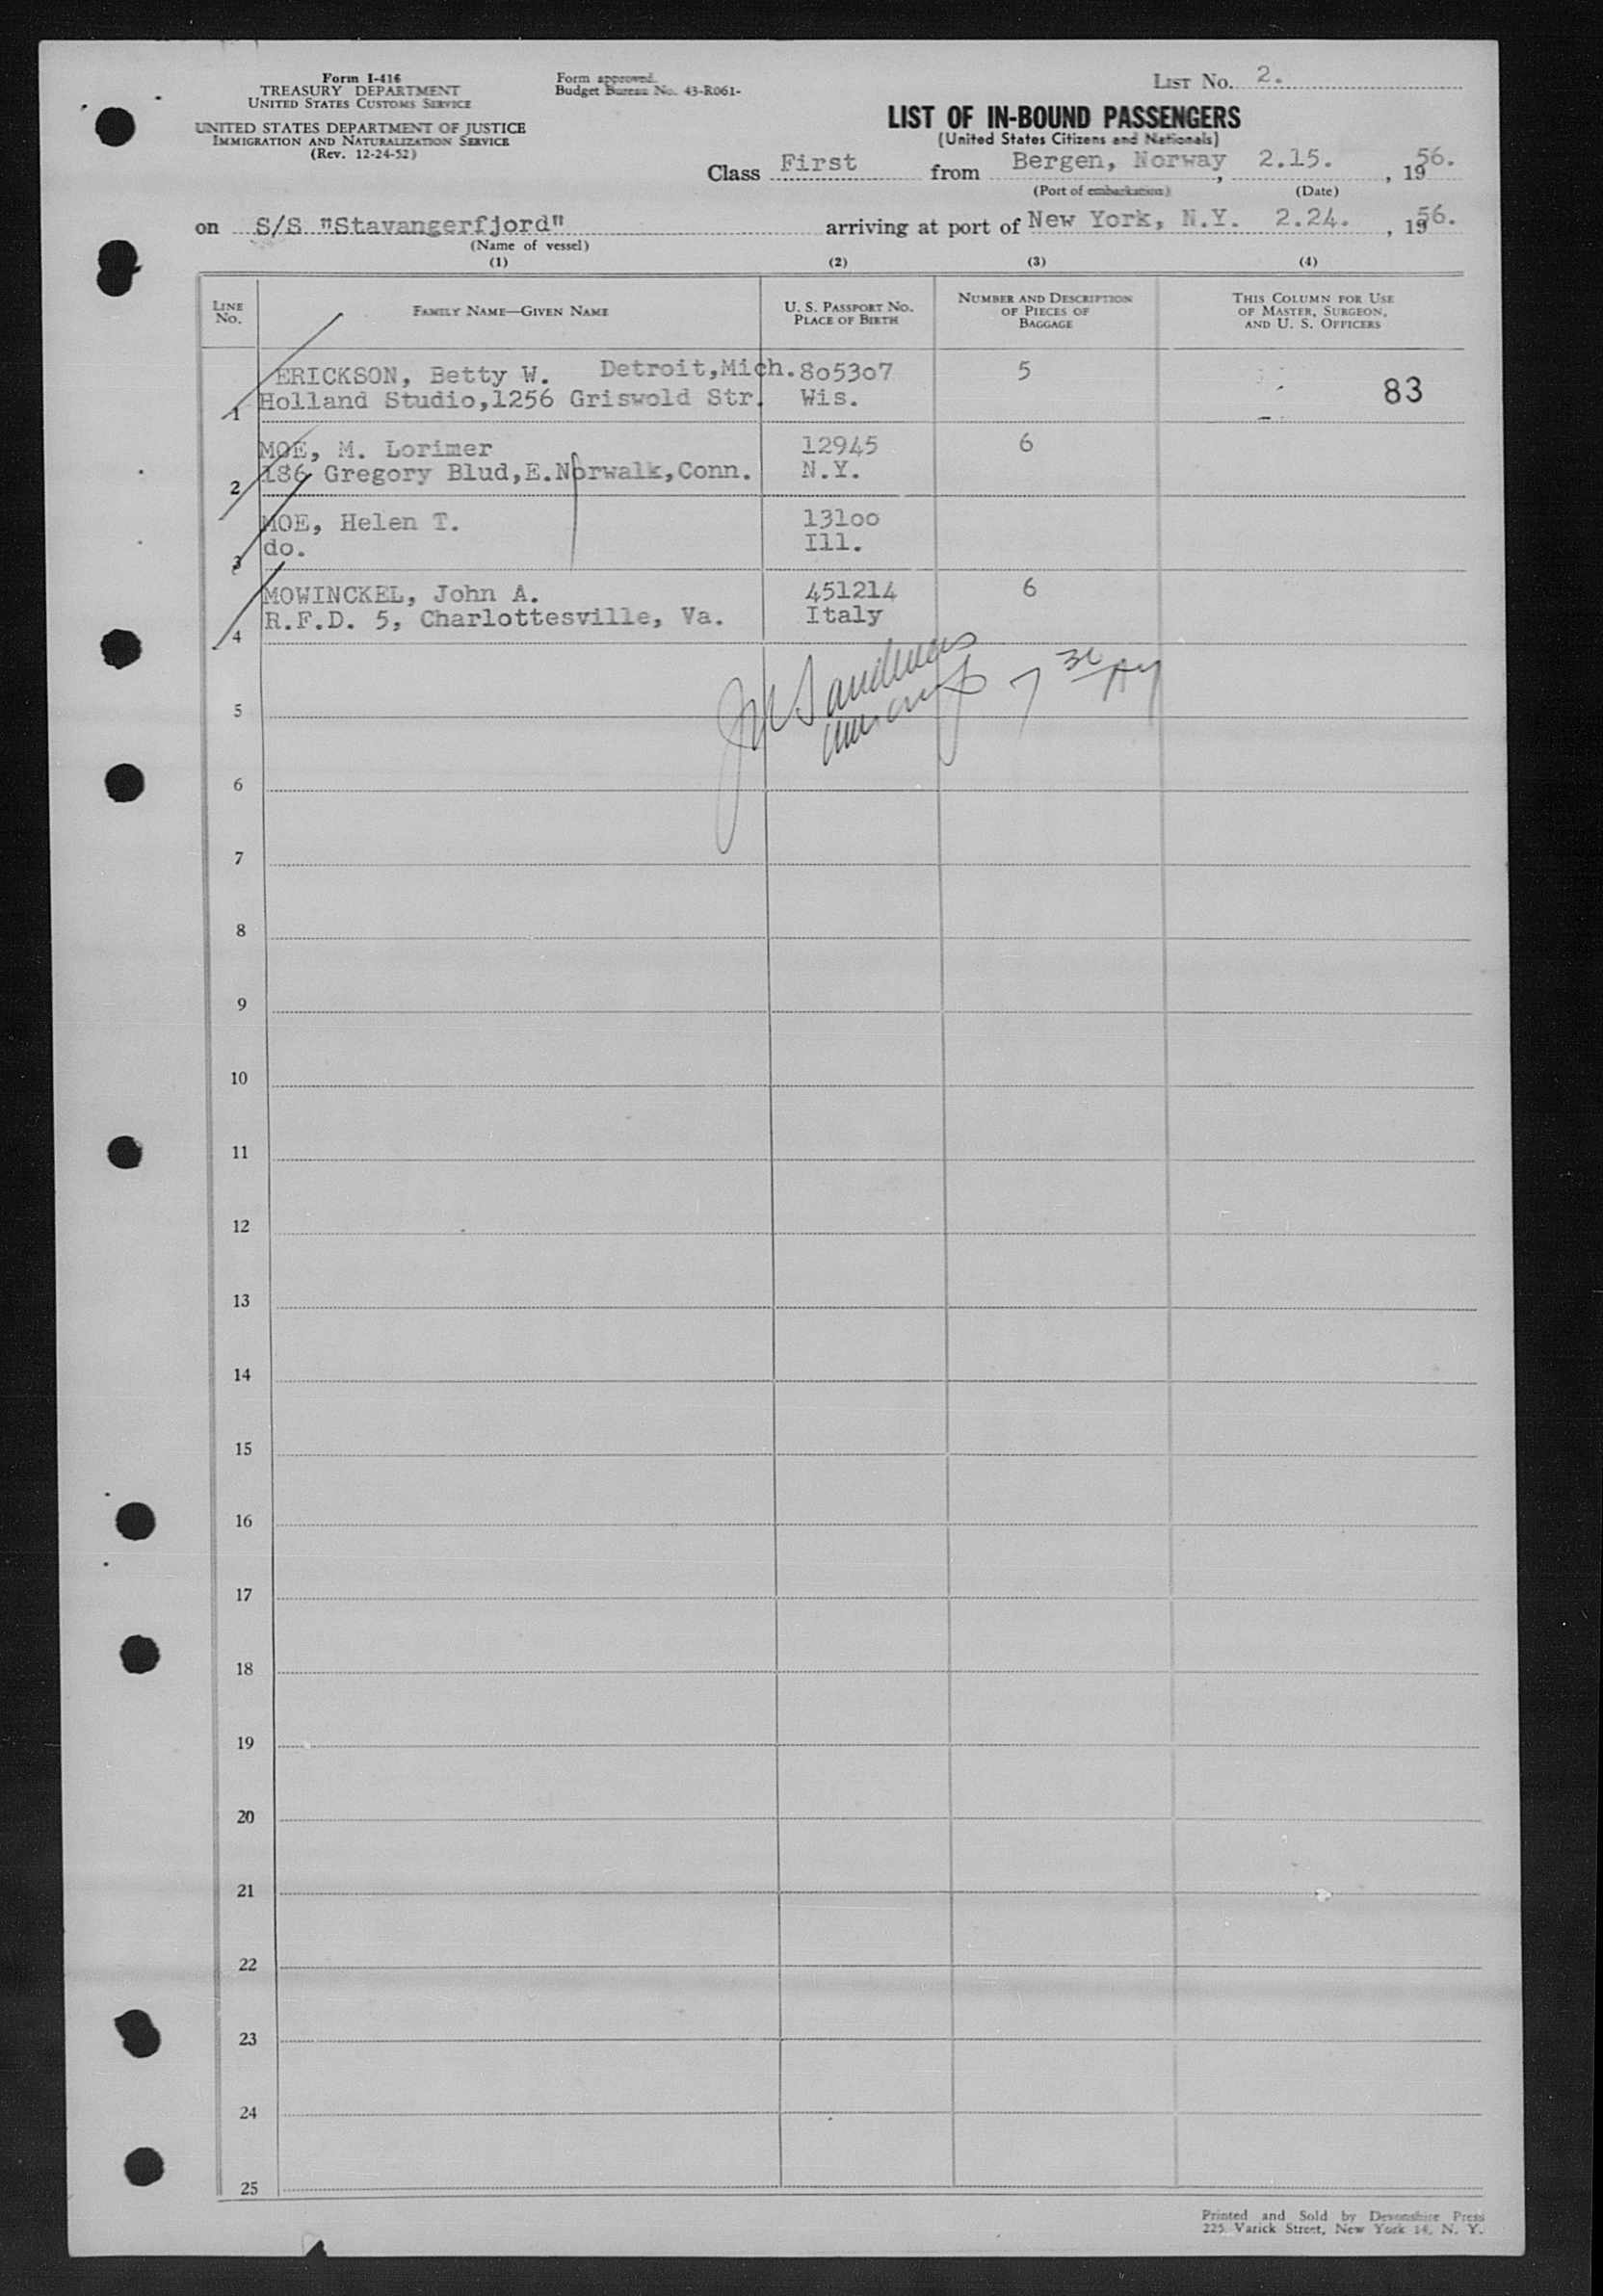 Form I-416
TREASURY DEPARTMENT
UNITED STATES CUSTOMS SERVICE
UNITED STATES DEPARTMENT OF JUSTICE
IMMIGRATION AND NATURALIZATION SERVICE
(Rev. 12-24-52)
Form approved.
Budget Bureau No. 43-R061-
LIST No. 2.
LIST OF IN-BOUND PASSENGERS
(United States Citizens and Nationals)
Class First from Bergen, Norway, 2.15., 1956.
(Port of embarkation) (Date)
on S/S "Stavangerfjord" arriving at port of New York, N.Y. 2.24., 1956.
(Name of vessel)
(1) (2) (3) (4)
LINE No. FAMILY NAME—GIVEN NAME U. S. PASSPORT NO. PLACE OF BIRTH NUMBER AND DESCRIPTION OF PIECES OF BAGGAGE THIS COLUMN FOR USE OF MASTER, SURGEON, AND U. S. OFFICERS
ERICKSON, Betty W. Detroit,Mich. 805307 5 83
1 Holland Studio,1256 Griswold Str. Wis.
MOE, M. Lorimer 12945 6
2 186 Gregory Blud,E.Norwalk,Conn. N.Y.
MOE, Helen T. 13100
3 do. Ill.
MOWINCKEL, John A. 451214 6
4 R.F.D. 5, Charlottesville, Va. Italy
5
6
7
8
9
10
11
12
13
14
15
16
17
18
19
20
21
22
23
24
25
Printed and Sold by Devonshire Press
225 Varick Street, New York 14, N. Y.